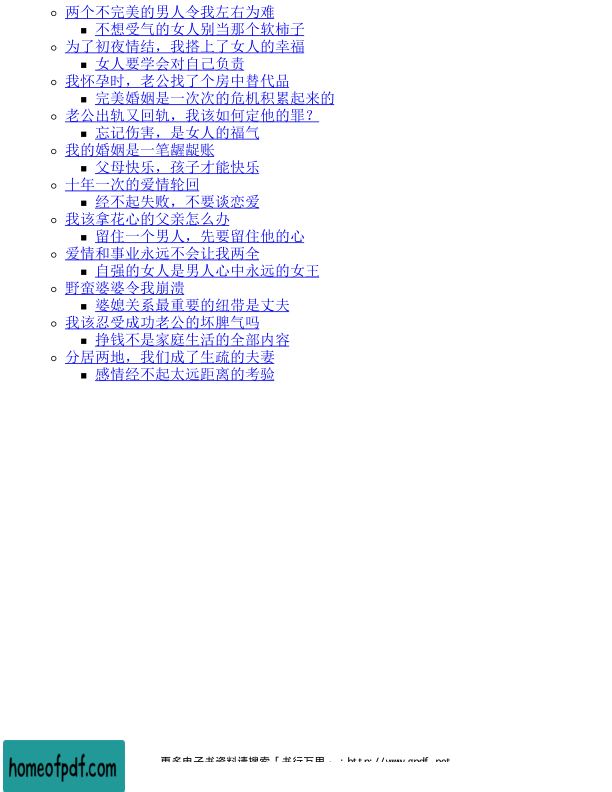 两个不完美的男人令我左右为难
不想受气的女人别当那个软柿子
为了初夜情结，我搭上了女人的幸福
女人要学会对自己负责
我怀孕时，老公找了个房中替代品
完美婚姻是一次次的危机积累起来的
老公出轨又回轨，我该如何定他的罪？
忘记伤害，是女人的福气
我的婚姻是一笔龌龊账
父母快乐，孩子才能快乐
十年一次的爱情轮回
经不起失败，不要谈恋爱
我该拿花心的父亲怎么办
留住一个男人，先要留住他的心
爱情和事业永远不会让我两全
自强的女人是男人心中永远的女王
野蛮婆婆令我崩溃
婆媳关系最重要的纽带是丈夫
我该忍受成功老公的坏脾气吗
挣钱不是家庭生活的全部内容
分居两地，我们成了生疏的夫妻
感情经不起太远距离的考验
更多电子书资料请搜索「书行万里
homeofpdf.com